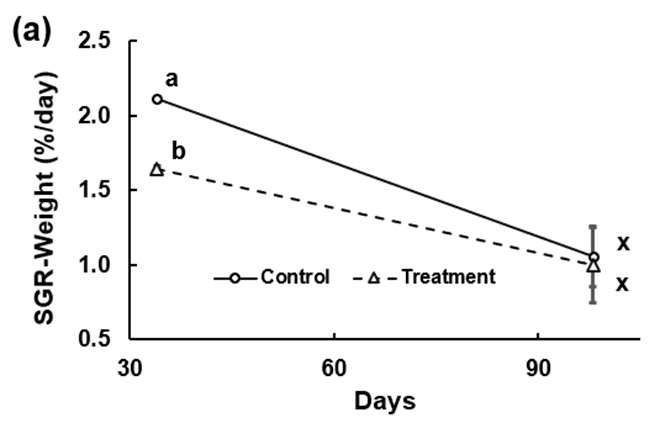 (a)
SGR-Weight (%/day)
2.5
2.0
1.5
1.0
0.5
a
b
x
x
Control
Treatment
30
60
90
Days